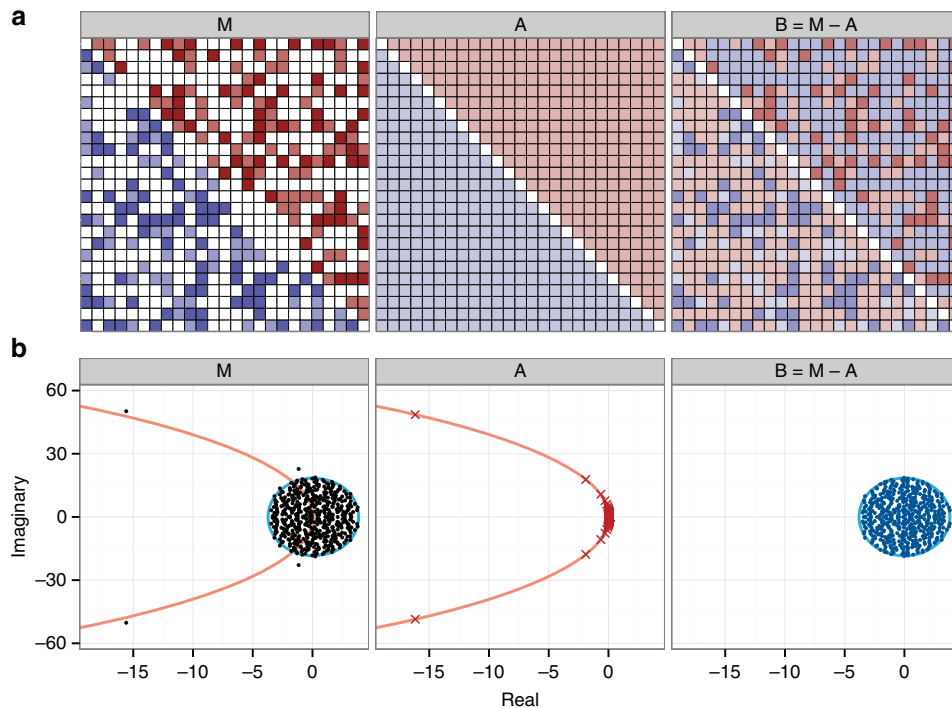 a
M A B = M – A
b
M A B = M – A
60
30
0
–30
–60
Imaginary
–15 –10 –5 0 –15 –10 –5 0 –15 –10 –5 0
Real